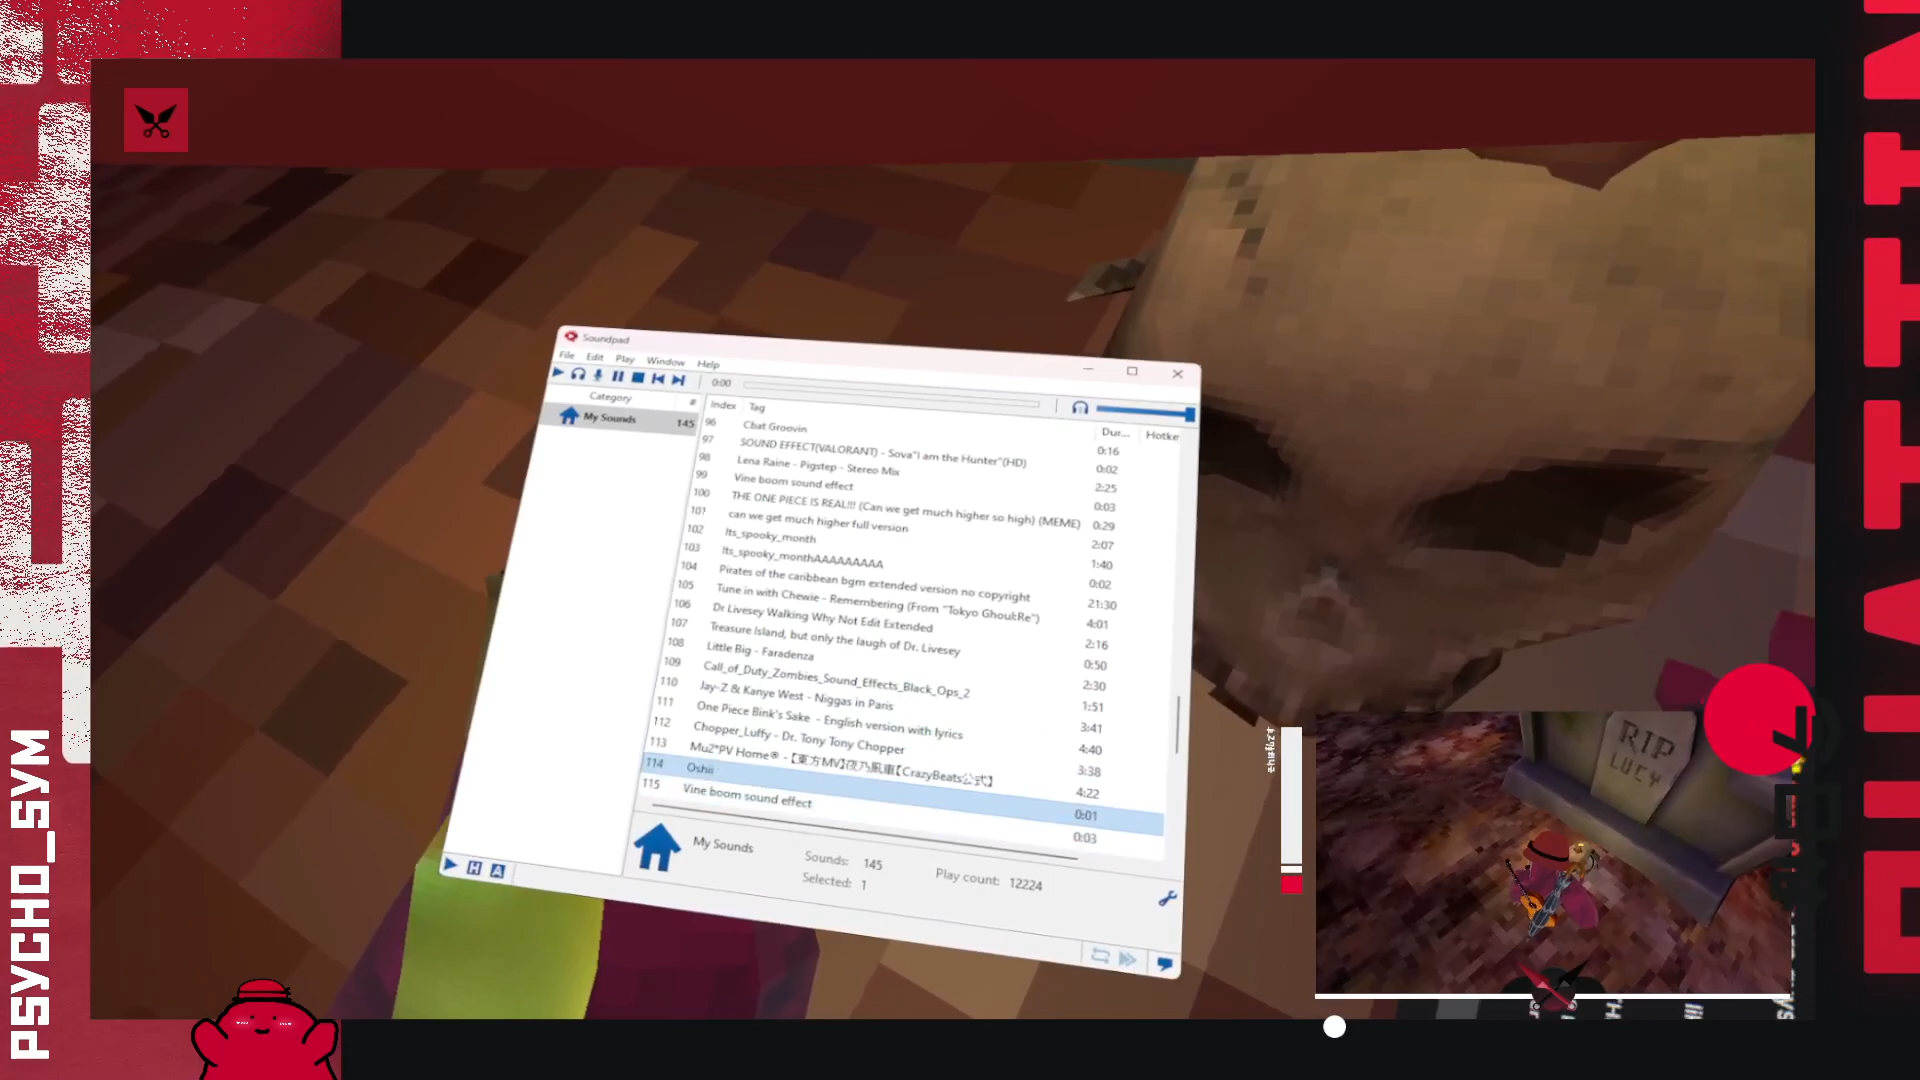 PSYCHO_SYM
Soundpad
File Edit Play Window Help
0:00
Category #
My Sounds 145
Index Tag Dur... Hotke
96 Chat Groovin 0:16
97 SOUND EFFECT(VALORANT) - Sova"I am the Hunter"(HD) 0:02
98 Lena Raine - Pigstep - Stereo Mix 2:25
99 Vine boom sound effect 0:03
100 THE ONE PIECE IS REAL!!! (Can we get much higher so high) (MEME) 0:29
101 can we get much higher full version 2:07
102 Its_spooky_month 1:40
103 Its_spooky_monthAAAAAAAAA 0:02
104 Pirates of the caribbean bgm extended version no copyright 21:30
105 Tune in with Chewie - Remembering (From "Tokyo Ghoul:Re") 4:01
106 Dr Livesey Walking Why Not Edit Extended 2:16
107 Treasure Island, but only the laugh of Dr. Livesey 0:50
108 Little Big - Faradenza 2:30
109 Call_of_Duty_Zombies_Sound_Effects_Black_Ops_2 1:51
110 Jay-Z & Kanye West - Niggas in Paris 3:41
111 One Piece Bink's Sake - English version with lyrics 4:40
112 Chopper_Luffy - Dr. Tony Tony Chopper 3:38
113 Mu2*PV Home® - 【東方MV】夜乃風車【CrazyBeats公式】 4:22
114 Oshii 0:01
115 Vine boom sound effect 0:03
My Sounds
Sounds: 145
Selected: 1
Play count: 12224
H A
RIP
LUCY